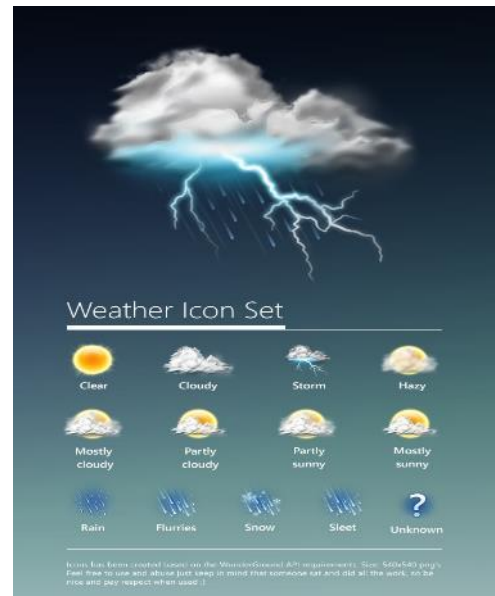 Weather Icon Set
Clear Cloudy Storm Hazy
Mostly cloudy Partly cloudy Partly sunny Mostly sunny
Rain Flurries Snow Sleet Unknown
?
Icons has been created based on the WonderGround API requirements. Size: 540x540 png's
Feel free to use and abuse just keep in mind that someone sat and did all the work, so be
nice and pay respect when used :)